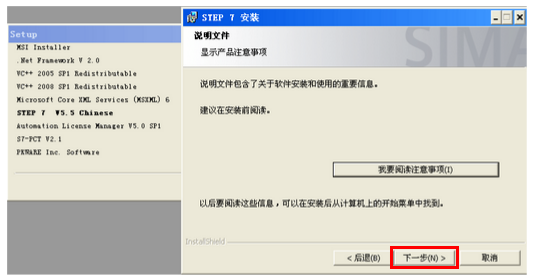 Setup
MSI Installer
.Net Framework V 2.0
VC++ 2005 SP1 Redistributable
VC++ 2008 SP1 Redistributable
Microsoft Core XML Services (MSXML) 6
STEP 7 V5.5 Chinese
Automation License Manager V5.0 SP1
S7-PCT V2.1
PKWARE Inc. Software
STEP 7 安装
说明文件
显示产品注意事项
SIMA
说明文件包含了关于软件安装和使用的重要信息。
建议在安装前阅读。
我要阅读注意事项(I)
以后要阅读这些信息，可以在安装后从计算机上的开始菜单中找到。
InstallShield
< 后退(B)
下一步(N) >
取消